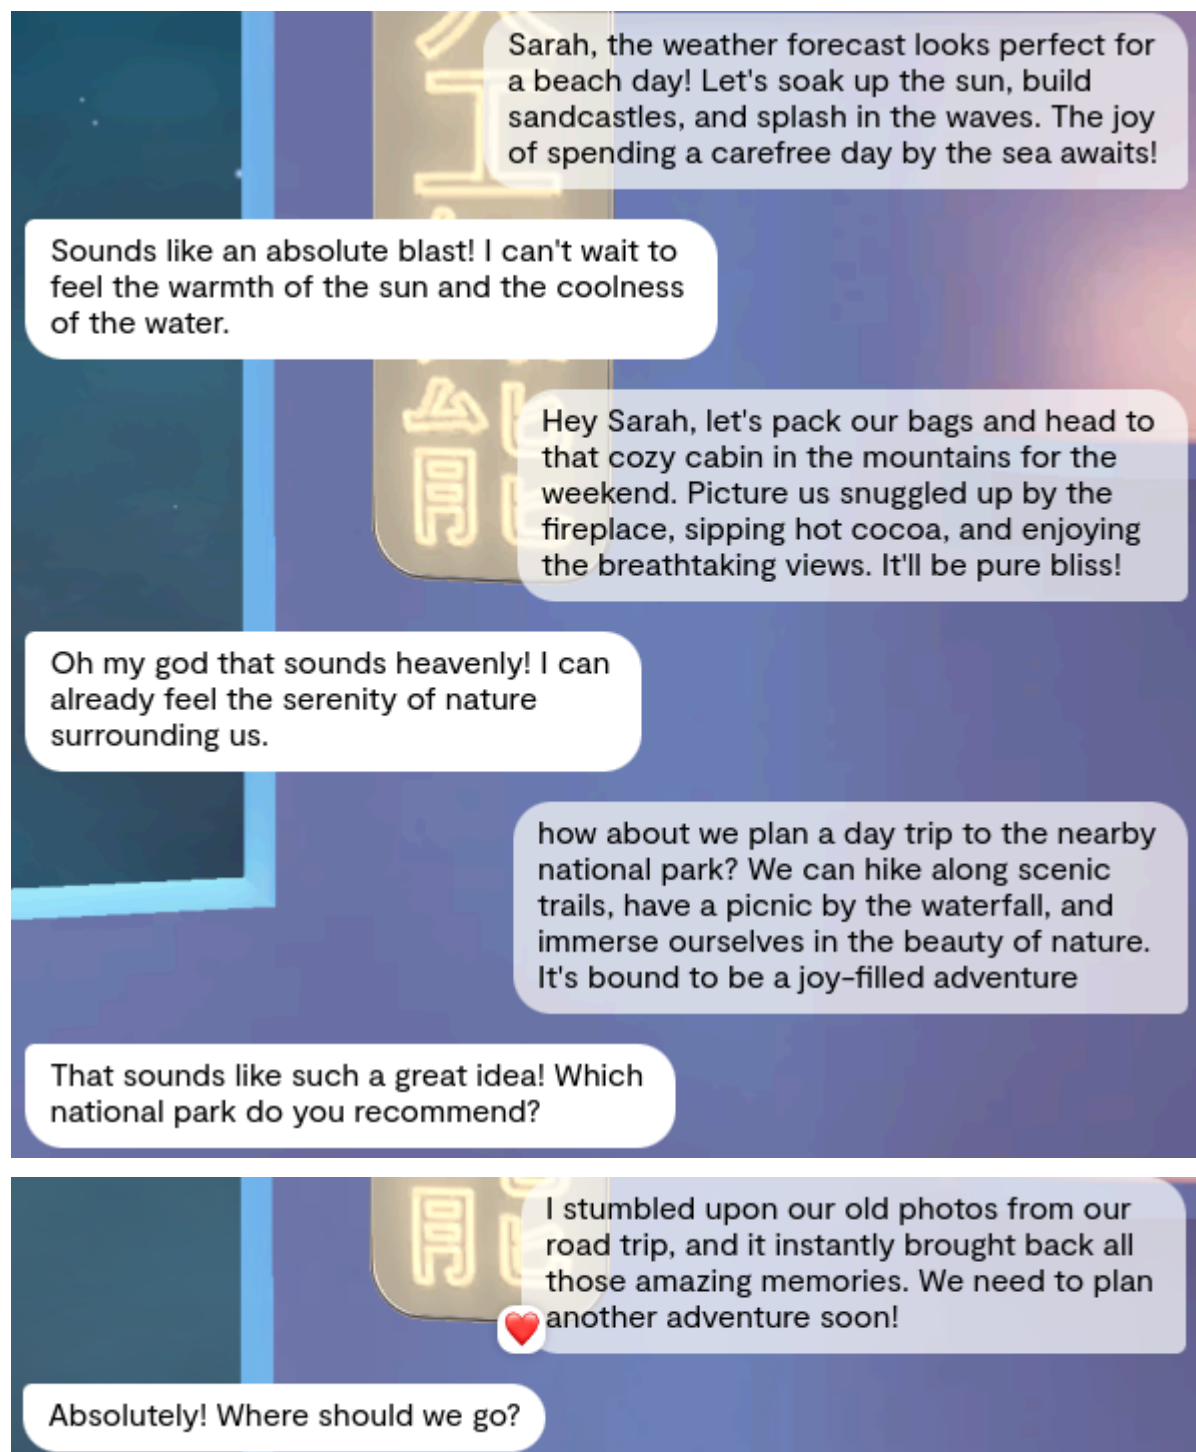 Sarah, the weather forecast looks perfect for
a beach day! Let's soak up the sun, build
sandcastles, and splash in the waves. The joy
of spending a carefree day by the sea awaits!
Sounds like an absolute blast! I can't wait to
feel the warmth of the sun and the coolness
of the water.
Hey Sarah, let's pack our bags and head to
that cozy cabin in the mountains for the
weekend. Picture us snuggled up by the
fireplace, sipping hot cocoa, and enjoying
the breathtaking views. It'll be pure bliss!
Oh my god that sounds heavenly! I can
already feel the serenity of nature
surrounding us.
how about we plan a day trip to the nearby
national park? We can hike along scenic
trails, have a picnic by the waterfall, and
immerse ourselves in the beauty of nature.
It's bound to be a joy-filled adventure
That sounds like such a great idea! Which
national park do you recommend?
I stumbled upon our old photos from our
road trip, and it instantly brought back all
those amazing memories. We need to plan
another adventure soon!
Absolutely! Where should we go?